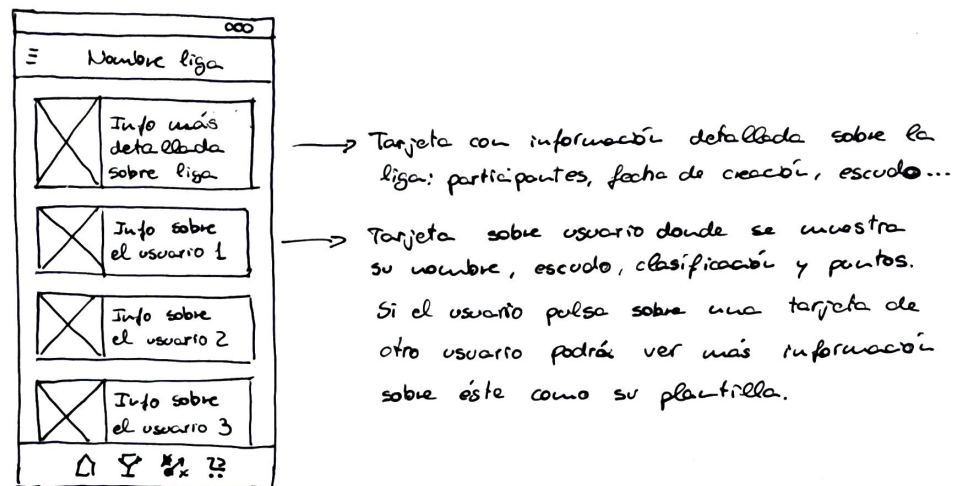 Nombre liga
Info más
detallada
sobre liga
Tarjeta con información detallada sobre la
liga: participantes, fecha de creación, escudo...
Info sobre
el usuario 1
Tarjeta sobre usuario donde se muestra
su nombre, escudo, clasificación y puntos.
Si el usuario pulsa sobre una tarjeta de
otro usuario podrá ver más información
sobre éste como su plantilla.
Info sobre
el usuario 2
Info sobre
el usuario 3